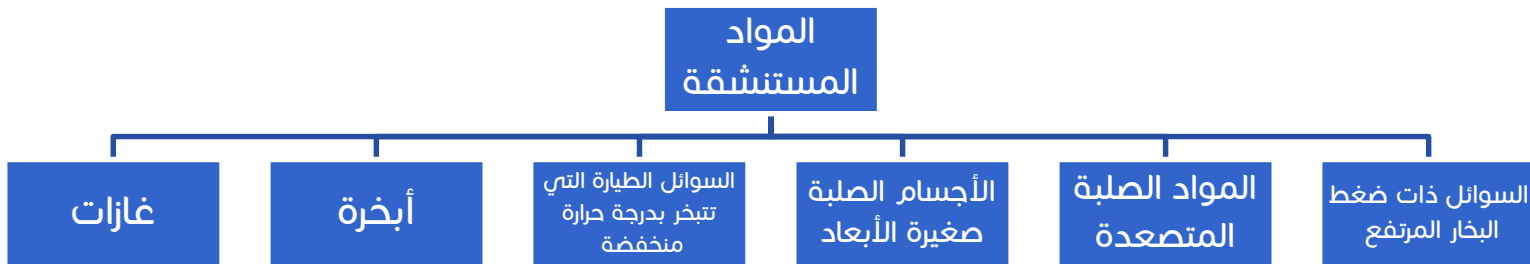 المواد
المستنشقة
السوائل ذات ضغط
البخار المرتفع
المواد الصلبة
المتصعدة
الأجسام الصلبة
صغيرة الأبعاد
السوائل الطيارة التي
تتبخر بدرجة حرارة
منخفضة
أبخرة
غازات